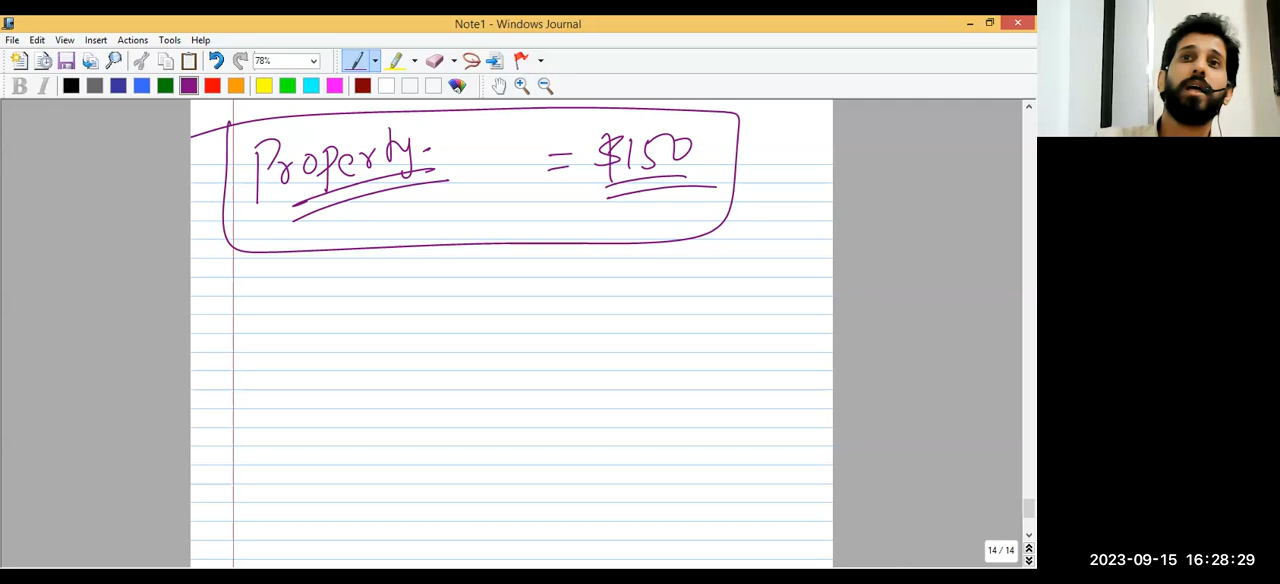 Note1 - Windows Journal
File Edit View Insert Actions Tools Help
78%
B I
Property. = $150
14 / 14
2023-09-15 16:28:29